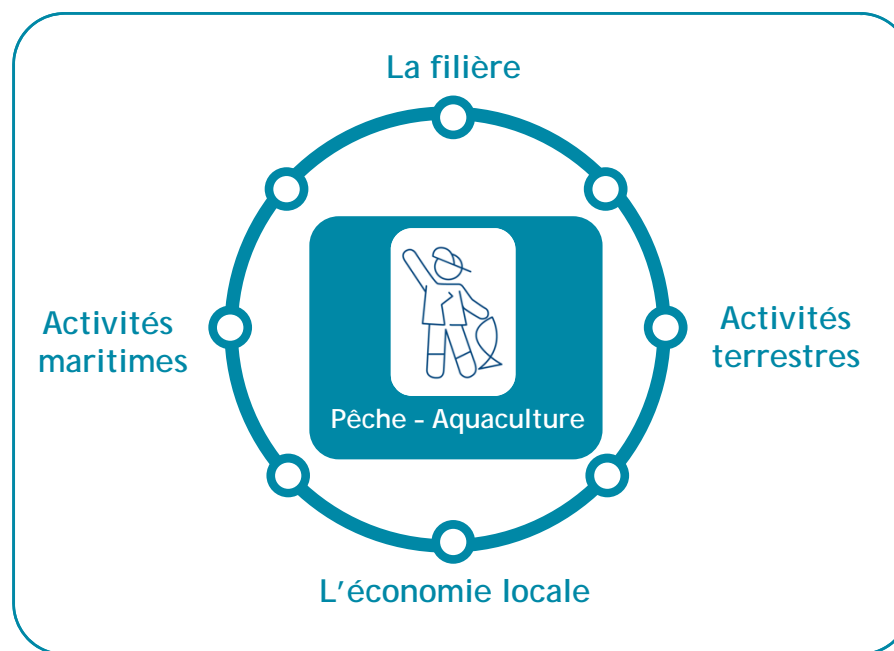 La filière
Activités
maritimes
Activités
terrestres
Pêche - Aquaculture
L'économie locale